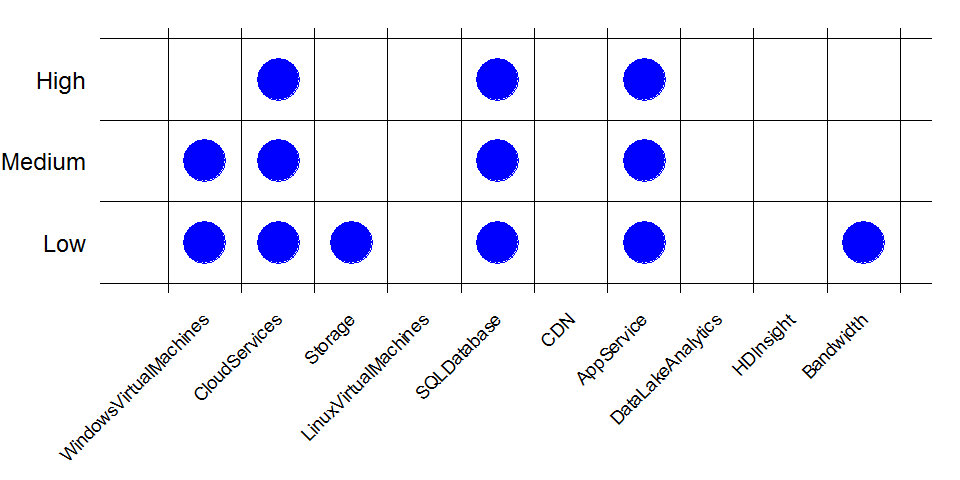 High
Medium
Low
WindowsVirtualMachines
CloudServices
Storage
LinuxVirtualMachines
SQLDatabase
CDN
AppService
DataLakeAnalytics
HDInsight
Bandwidth